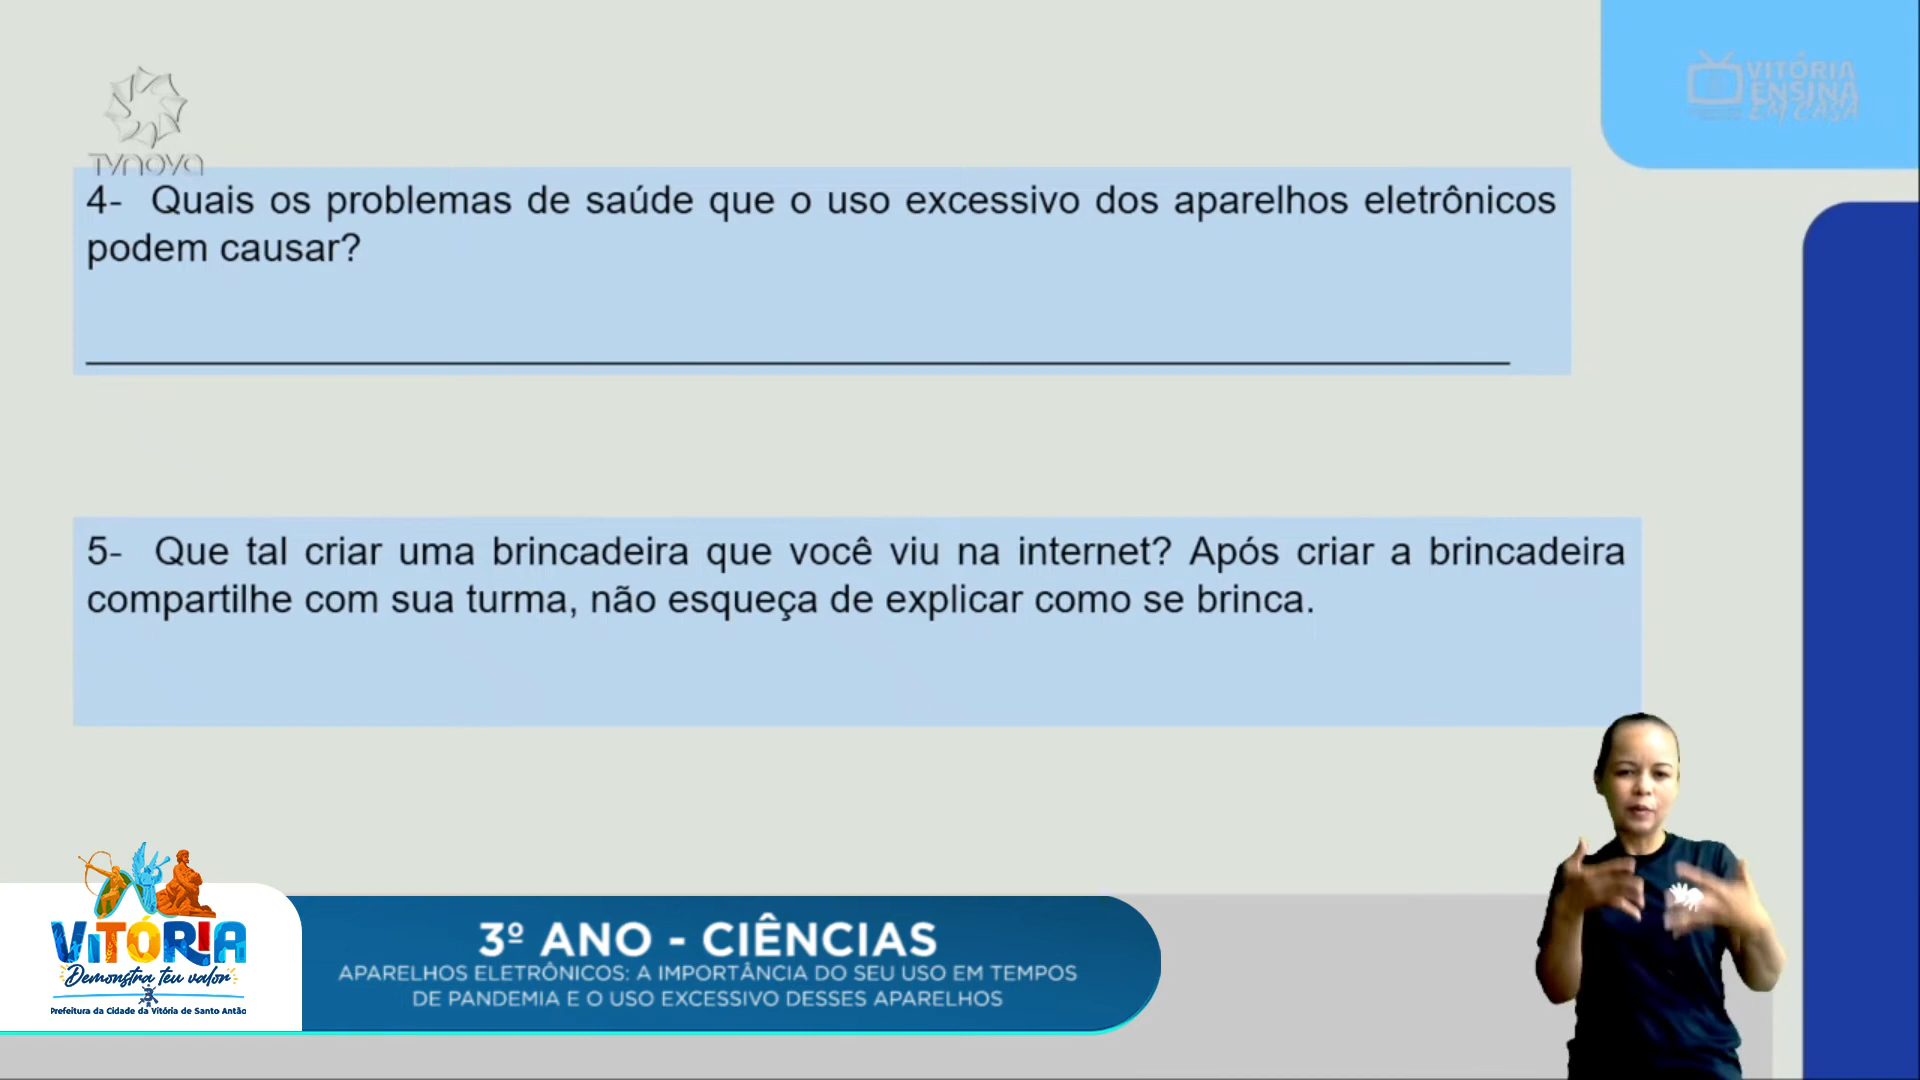 TVNOVA
VITÓRIA
ENSINA
EM CASA
4- Quais os problemas de saúde que o uso excessivo dos aparelhos eletrônicos
podem causar?
5- Que tal criar uma brincadeira que você viu na internet? Após criar a brincadeira
compartilhe com sua turma, não esqueça de explicar como se brinca.
VITÓRIA
Demonstra teu valor
Prefeitura da Cidade da Vitória de Santo Antão
3º ANO - CIÊNCIAS
APARELHOS ELETRÔNICOS: A IMPORTÂNCIA DO SEU USO EM TEMPOS
DE PANDEMIA E O USO EXCESSIVO DESSES APARELHOS